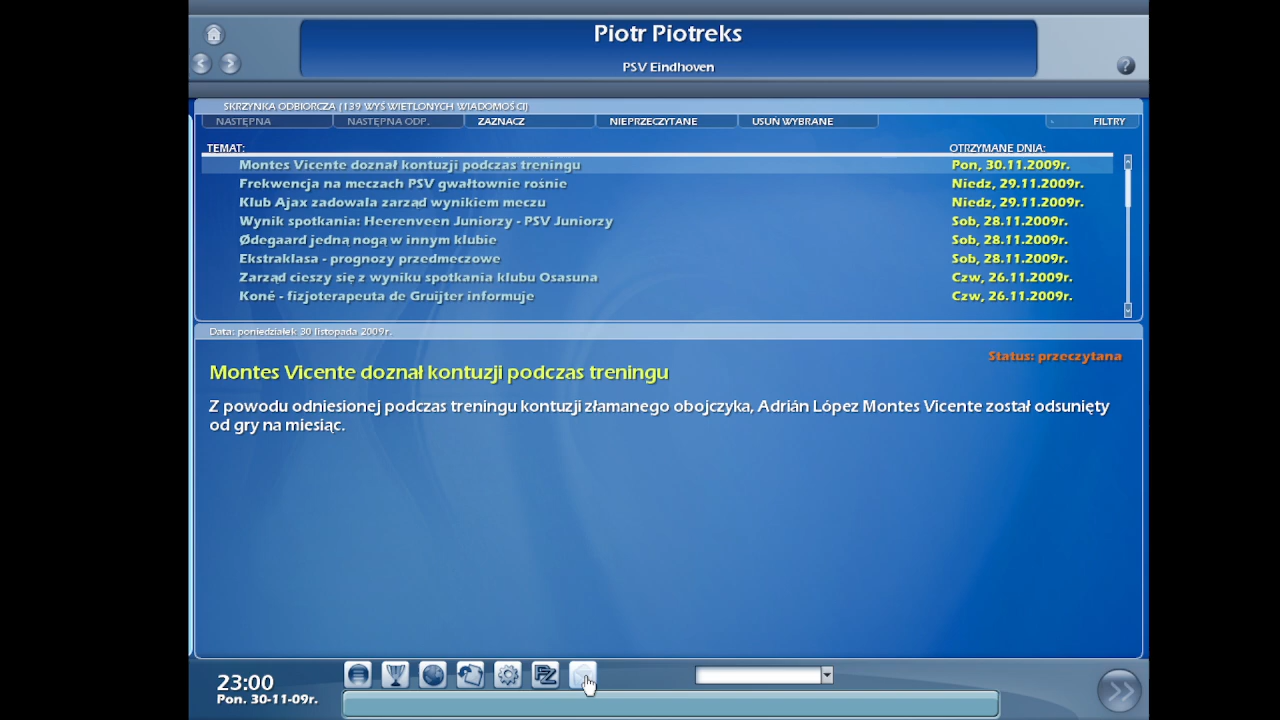 Piotr Piotreks
PSV Eindhoven
?
SKRZYNKA ODBIORCZA (139 WYŚWIETLONYCH WIADOMOŚCI)
NASTĘPNA NASTĘPNA ODP. ZAZNACZ NIEPRZECZYTANE USUŃ WYBRANE FILTRY
TEMAT: OTRZYMANE DNIA:
Montes Vicente doznał kontuzji podczas treningu Pon, 30.11.2009r.
Frekwencja na meczach PSV gwałtownie rośnie Niedz, 29.11.2009r.
Klub Ajax zadowala zarząd wynikiem meczu Niedz, 29.11.2009r.
Wynik spotkania: Heerenveen Juniorzy - PSV Juniorzy Sob, 28.11.2009r.
Ødegaard jedną nogą w innym klubie Sob, 28.11.2009r.
Ekstraklasa - prognozy przedmeczowe Sob, 28.11.2009r.
Zarząd cieszy się z wyniku spotkania klubu Osasuna Czw, 26.11.2009r.
Koné - fizjoterapeuta de Gruijter informuje Czw, 26.11.2009r.
Data: poniedziałek 30 listopada 2009r.
Status: przeczytana
Montes Vicente doznał kontuzji podczas treningu
Z powodu odniesionej podczas treningu kontuzji złamanego obojczyka, Adrián López Montes Vicente został odsunięty
od gry na miesiąc.
23:00
Pon. 30-11-09r.